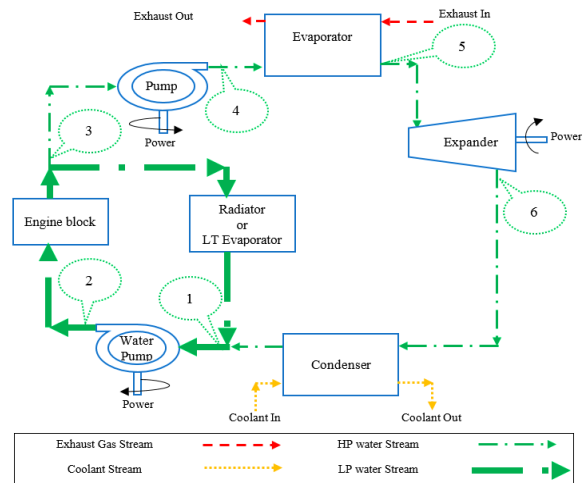 Exhaust Out
Exhaust In
Evaporator
5
Pump
4
3
Power
Expander
Power
6
Engine block
Radiator
or
LT Evaporator
2
1
Water
Pump
Condenser
Power
Coolant In
Coolant Out
Exhaust Gas Stream
HP water Stream
Coolant Stream
LP water Stream